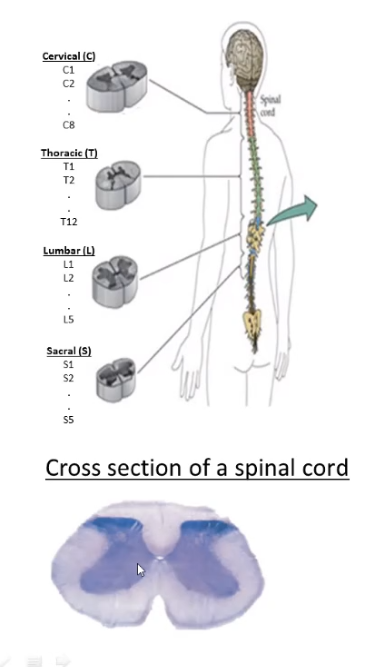 Cervical (C)
C1
C2
.
.
C8
Spinal
cord
Thoracic (T)
T1
T2
.
.
T12
Lumbar (L)
L1
L2
.
.
L5
Sacral (S)
S1
S2
.
.
S5
Cross section of a spinal cord